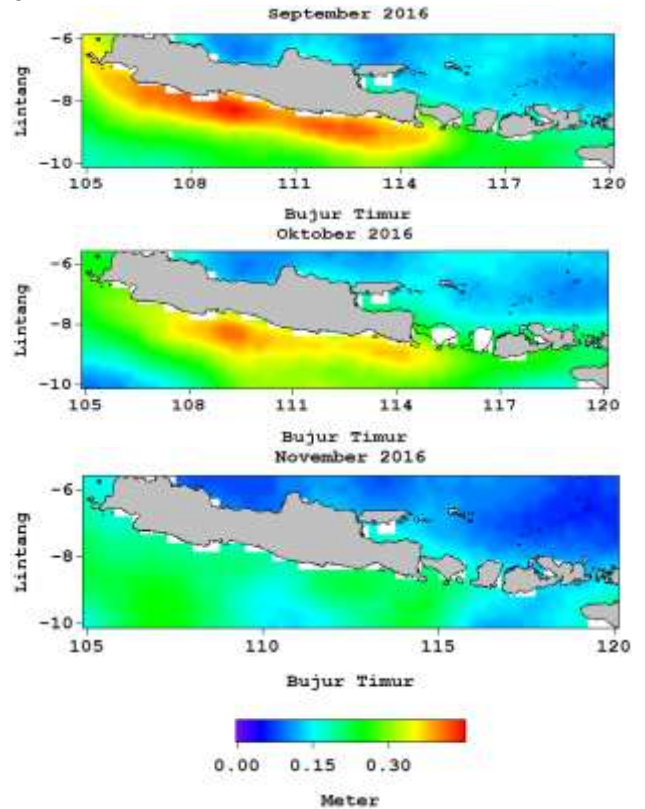 September 2016
Lintang
-6
-8
-10
105 108 111 114 117 120
Bujur Timur
Oktober 2016
Lintang
-6
-8
-10
105 108 111 114 117 120
Bujur Timur
November 2016
Lintang
-6
-8
-10
105 110 115 120
Bujur Timur
0.00 0.15 0.30
Meter